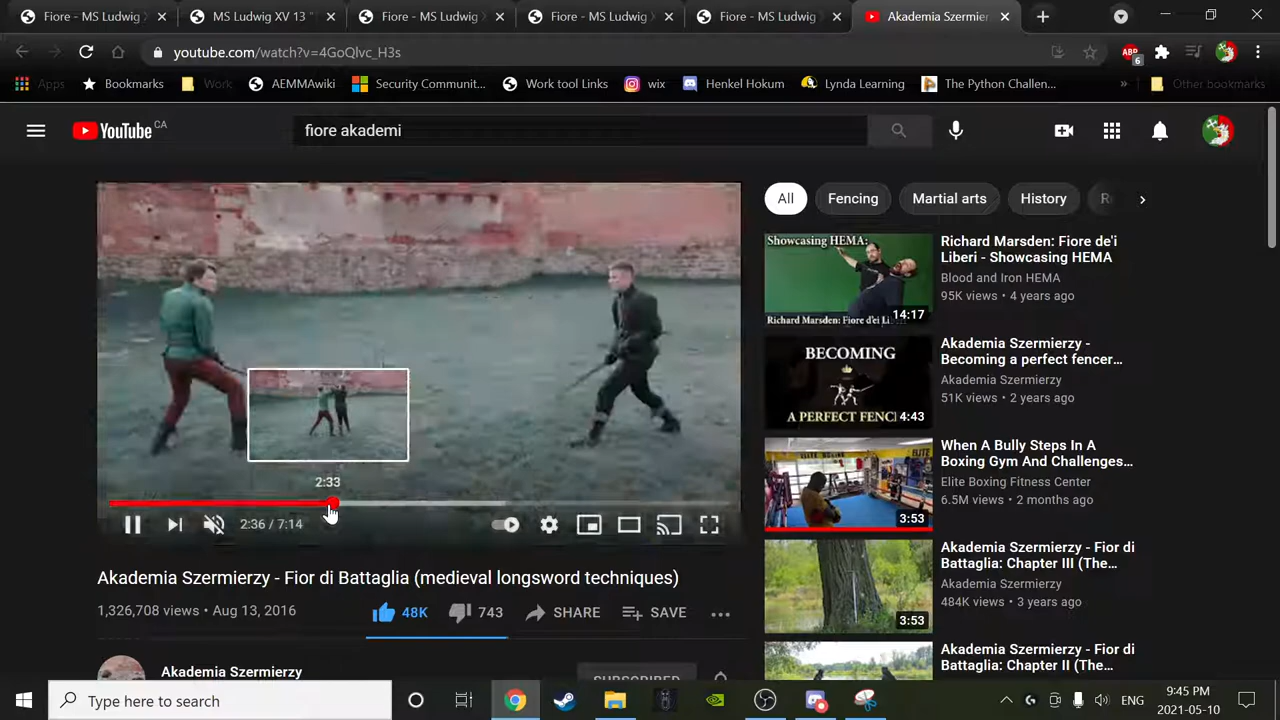 Fiore - MS Ludwig X
MS Ludwig XV 13 "
Fiore - MS Ludwig X
Fiore - MS Ludwig X
Fiore - MS Ludwig
Akademia Szermier
youtube.com/watch?v=4GoQlvc_H3s
ABP
6
Apps
Bookmarks
Work
AEMMAwiki
Security Communit...
Work tool Links
wix
Henkel Hokum
Lynda Learning
The Python Challen...
»
Other bookmarks
YouTube CA
fiore akademi
All
Fencing
Martial arts
History
R
Showcasing HEMA:
Richard Marsden: Fiore d'ei Li
14:17
Richard Marsden: Fiore de'i
Liberi - Showcasing HEMA
Blood and Iron HEMA
95K views • 4 years ago
BECOMING
A PERFECT FENC
4:43
Akademia Szermierzy -
Becoming a perfect fencer...
Akademia Szermierzy
51K views • 2 years ago
3:53
When A Bully Steps In A
Boxing Gym And Challenges...
Elite Boxing Fitness Center
6.5M views • 2 months ago
3:53
Akademia Szermierzy - Fior di
Battaglia: Chapter III (The...
Akademia Szermierzy
484K views • 3 years ago
Akademia Szermierzy - Fior di
Battaglia: Chapter II (The...
2:33
2:36 / 7:14
Akademia Szermierzy - Fior di Battaglia (medieval longsword techniques)
1,326,708 views • Aug 13, 2016
48K
743
SHARE
SAVE
Akademia Szermierzy
SUBSCRIBED
Type here to search
ENG
9:45 PM
2021-05-10